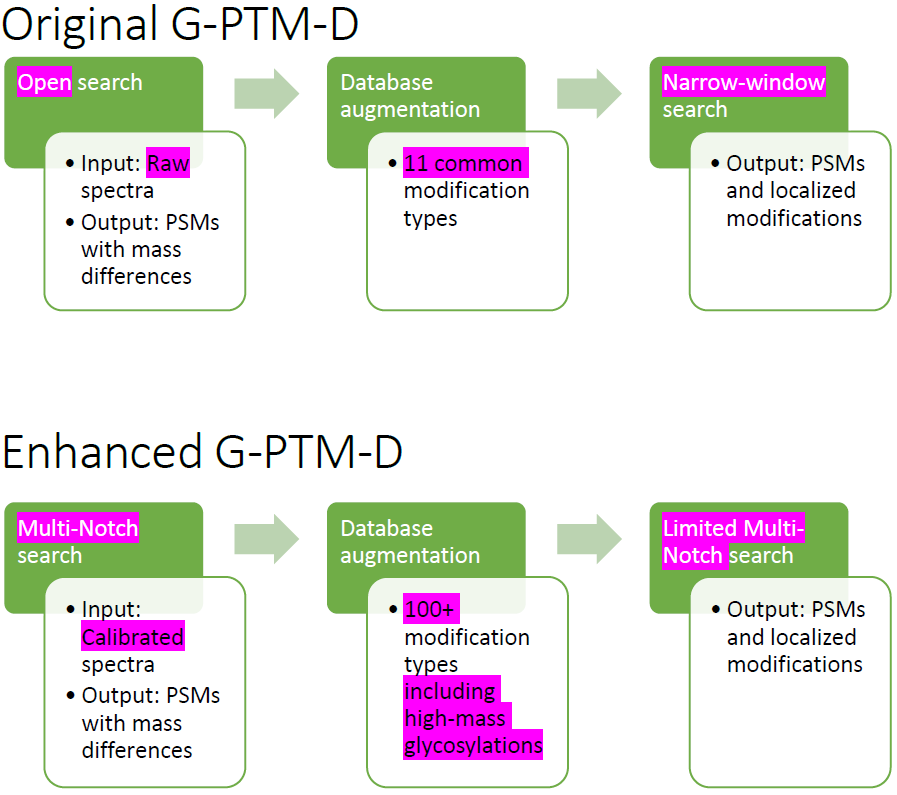 Original G-PTM-D
Open search
• Input: Raw
spectra
• Output: PSMs
with mass
differences
Database
augmentation
• 11 common
modification
types
Narrow-window
search
• Output: PSMs
and localized
modifications
Enhanced G-PTM-D
Multi-Notch
search
• Input:
Calibrated
spectra
• Output: PSMs
with mass
differences
Database
augmentation
• 100+
modification
types
including
high-mass
glycosylations
Limited Multi-
Notch search
• Output: PSMs
and localized
modifications